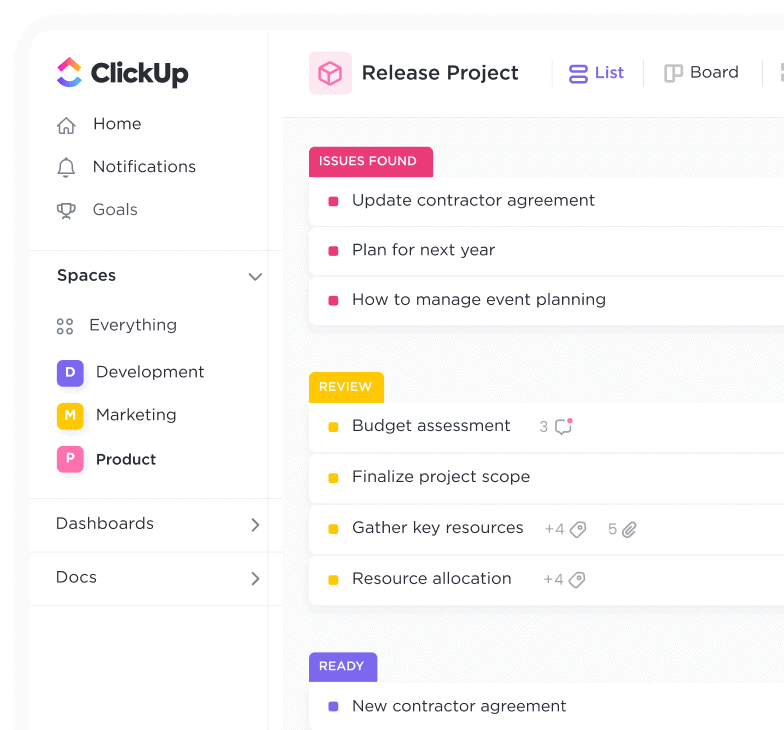 ClickUp
Home
Notifications
Goals
Spaces
Everything
D Development
M Marketing
P Product
Dashboards
Docs
Release Project
List
Board
ISSUES FOUND
Update contractor agreement
Plan for next year
How to manage event planning
REVIEW
Budget assessment 3
Finalize project scope
Gather key resources +4 5
Resource allocation +4
READY
New contractor agreement